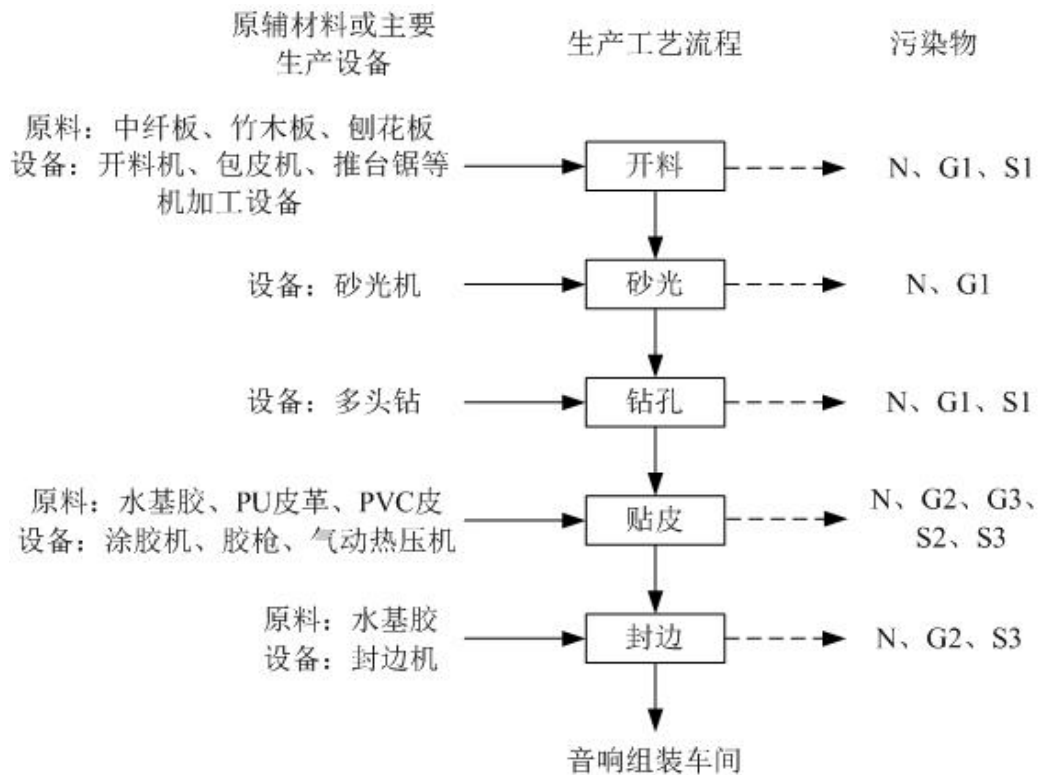 原辅材料或主要
生产设备
生产工艺流程
污染物
原料：中纤板、竹木板、刨花板
设备：开料机、包皮机、推台锯等
机加工设备
开料
N、G1、S1
设备：砂光机
砂光
N、G1
设备：多头钻
钻孔
N、G1、S1
原料：水基胶、PU皮革、PVC皮
设备：涂胶机、胶枪、气动热压机
贴皮
N、G2、G3、
S2、S3
原料：水基胶
设备：封边机
封边
N、G2、S3
音响组装车间